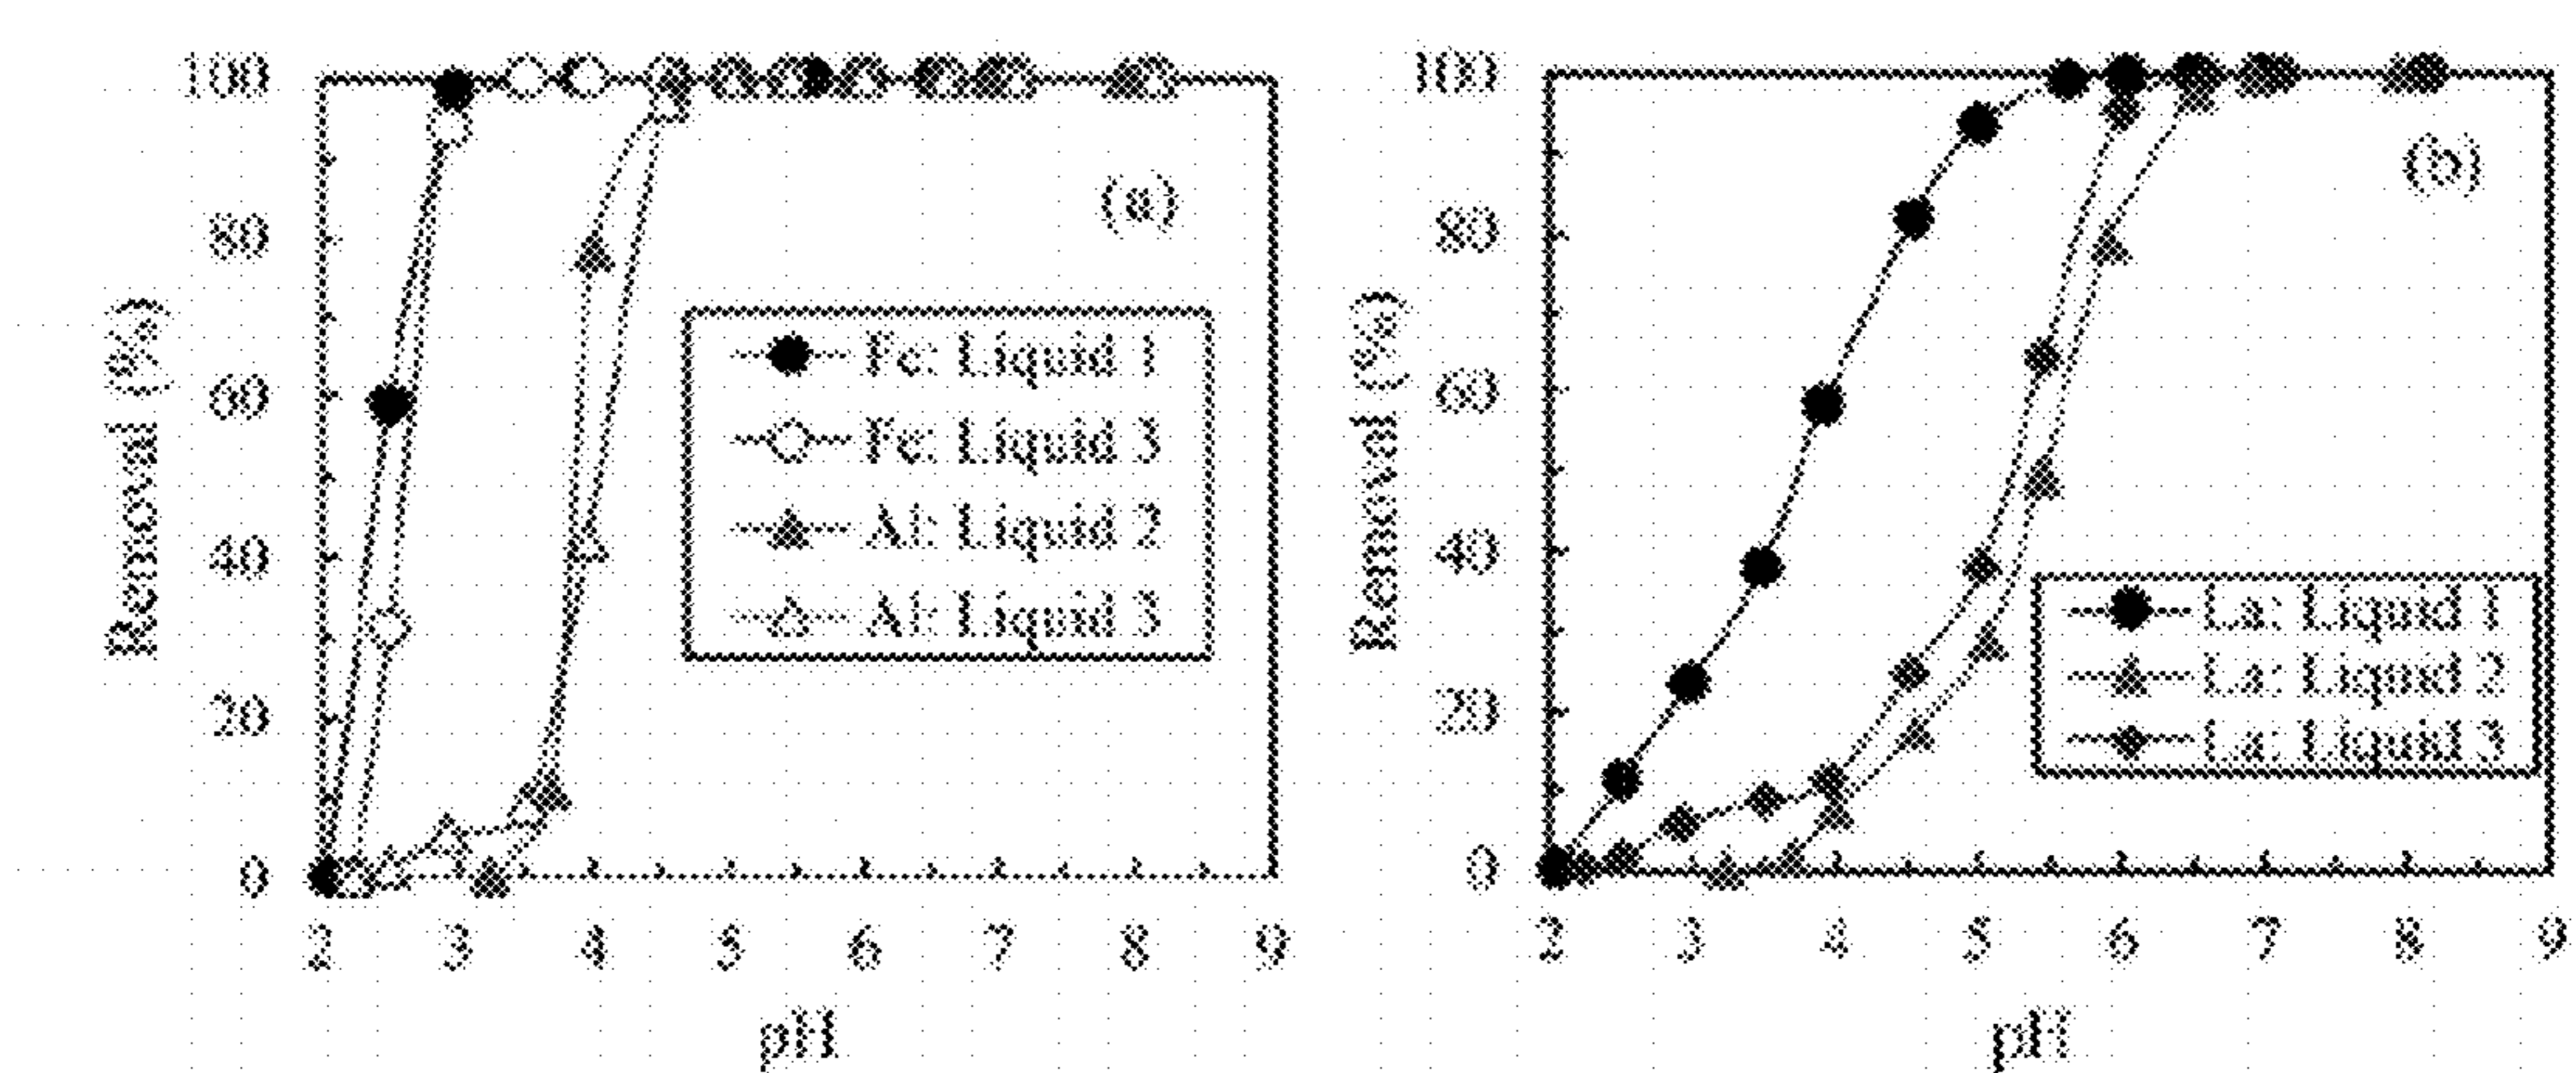 100
80
60
40
20
0
Removal (%)
2 3 4 5 6 7 8 9
pH
(a)
Fe: Liquid 1
Fe: Liquid 3
Al: Liquid 2
Al: Liquid 3
100
80
60
40
20
0
Removal (%)
2 3 4 5 6 7 8 9
pH
(b)
La: Liquid 1
La: Liquid 2
La: Liquid 3